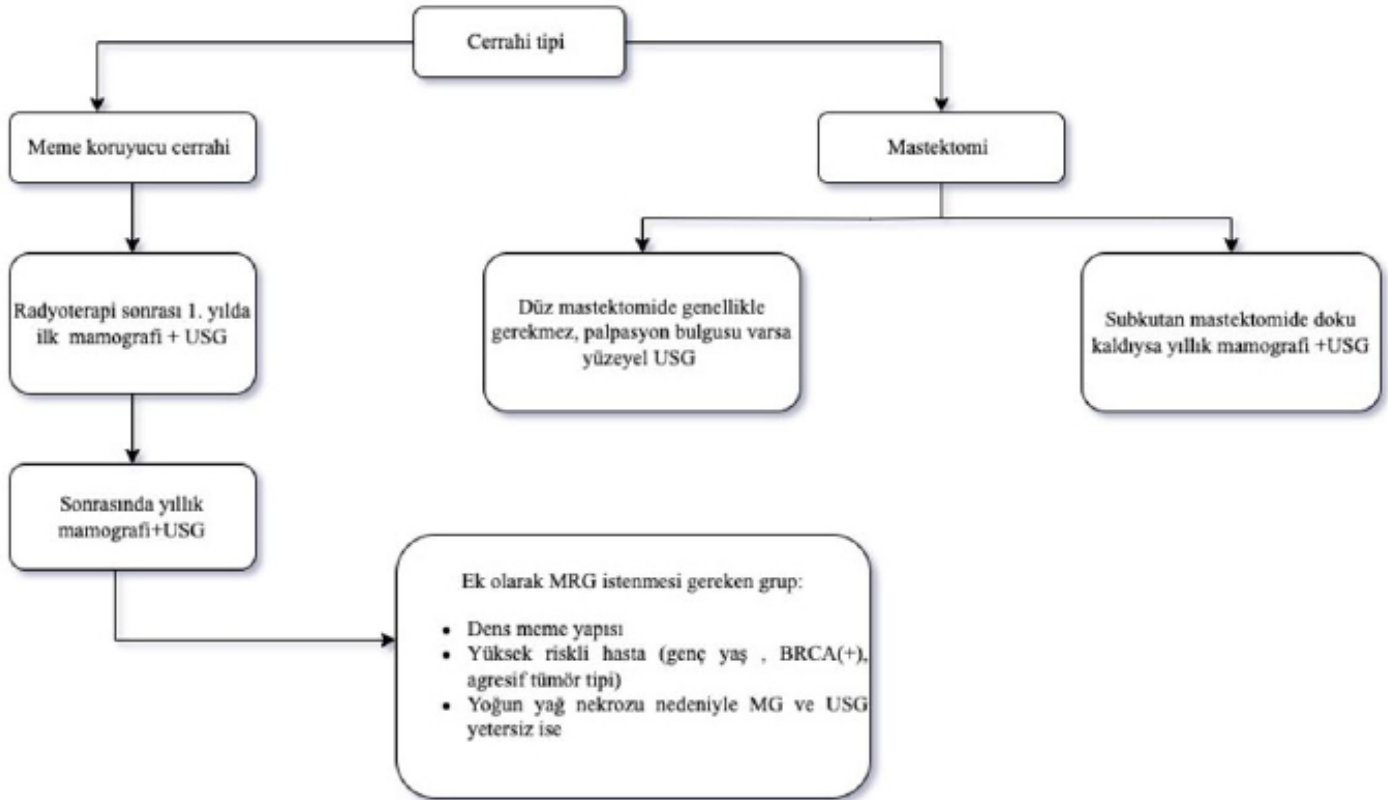 Cerrahi tipi
Meme koruyucu cerrahi
Mastektomi
Radyoterapi sonrası 1. yılda
ilk mamografi + USG
Düz mastektomide genellikle
gerekmez, palpasyon bulgusu varsa
yüzeyel USG
Subkutan mastektomide doku
kaldıysa yıllık mamografi +USG
Sonrasında yıllık
mamografi+USG
Ek olarak MRG istenmesi gereken grup:
• Dens meme yapısı
• Yüksek riskli hasta (genç yaş , BRCA(+),
agresif tümör tipi)
• Yoğun yağ nekrozu nedeniyle MG ve USG
yetersiz ise